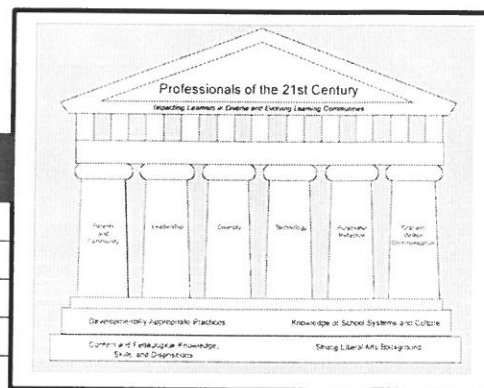 Professionals of the 21st Century
Impacting Learners in Diverse and Evolving Learning Communities
Parents
and
Community
Leadership
Diversity
Technology
Purposeful
Reflection
Oral and
Written
Communication
Developmentally Appropriate Practices
Knowledge of School Systems and Culture
Content and Pedagogical Knowledge,
Skills, and Dispositions
Strong Liberal Arts Background